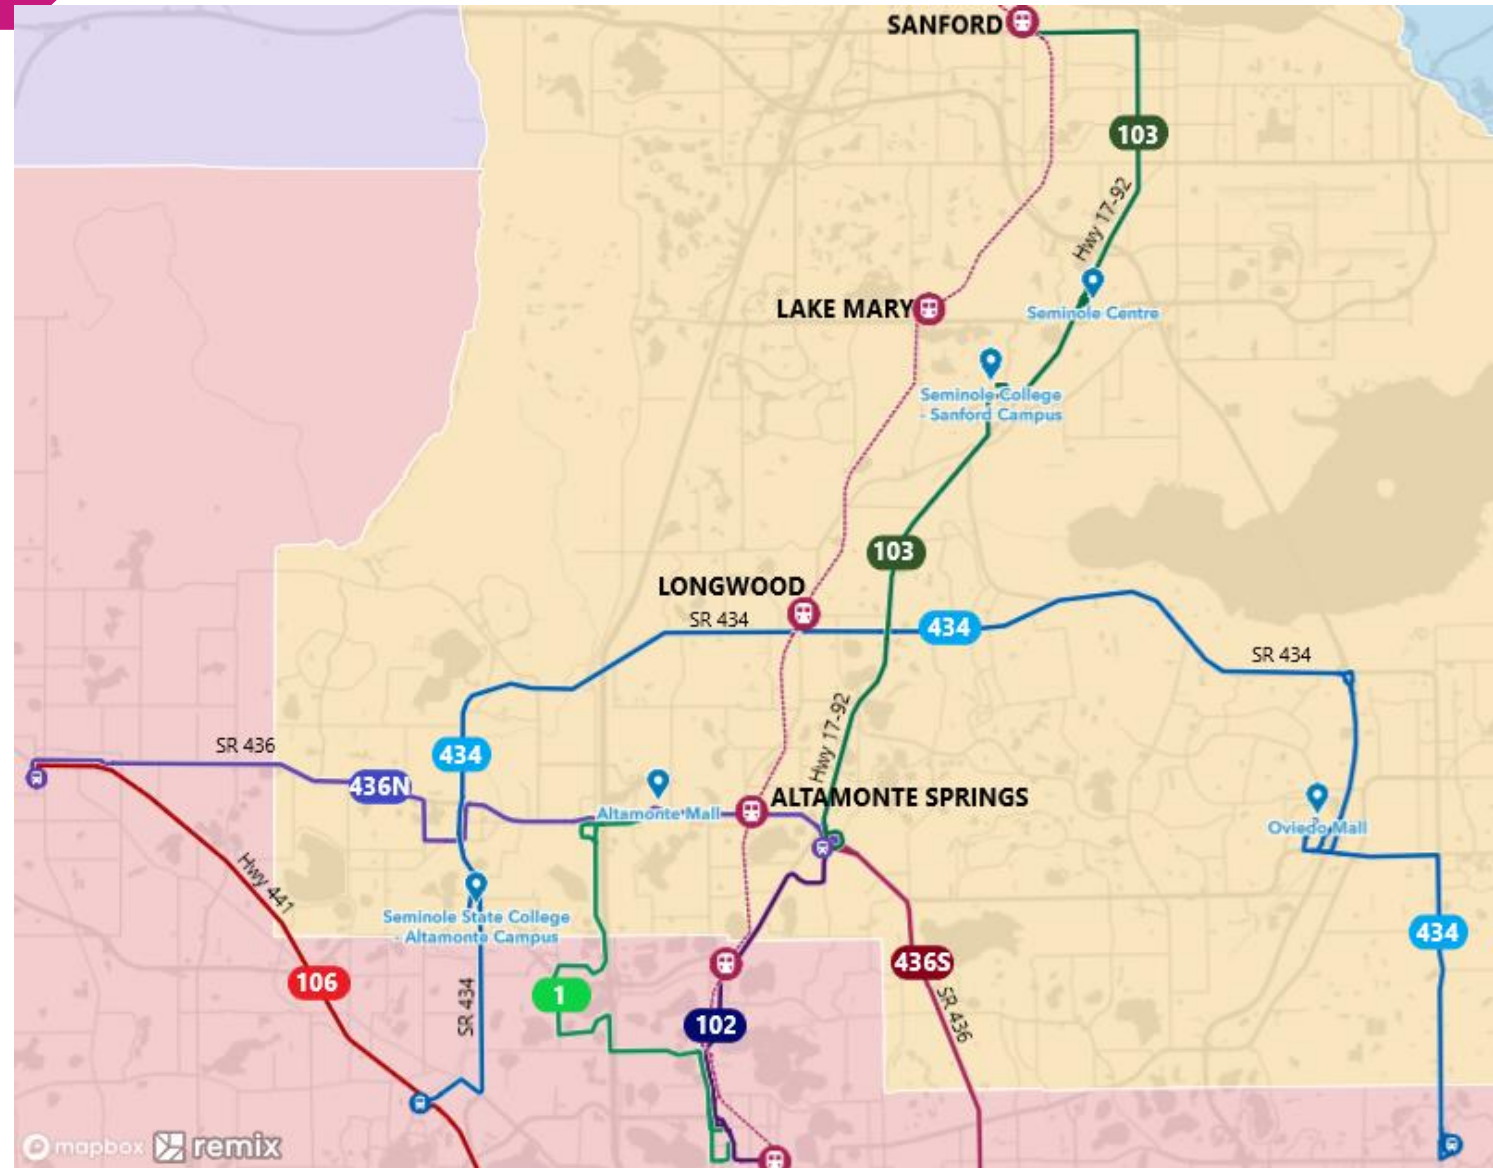 SANFORD
103
Hwy 17-92
LAKE MARY
Seminole Centre
Seminole College
- Sanford Campus
103
LONGWOOD
SR 434
434
SR 434
Hwy 17-92
SR 436
434
436N
Altamonte Mall
ALTAMONTE SPRINGS
Oviedo Mall
Hwy 441
Seminole State College
- Altamonte Campus
434
436S
106
1
SR 434
102
SR 436
mapbox remix